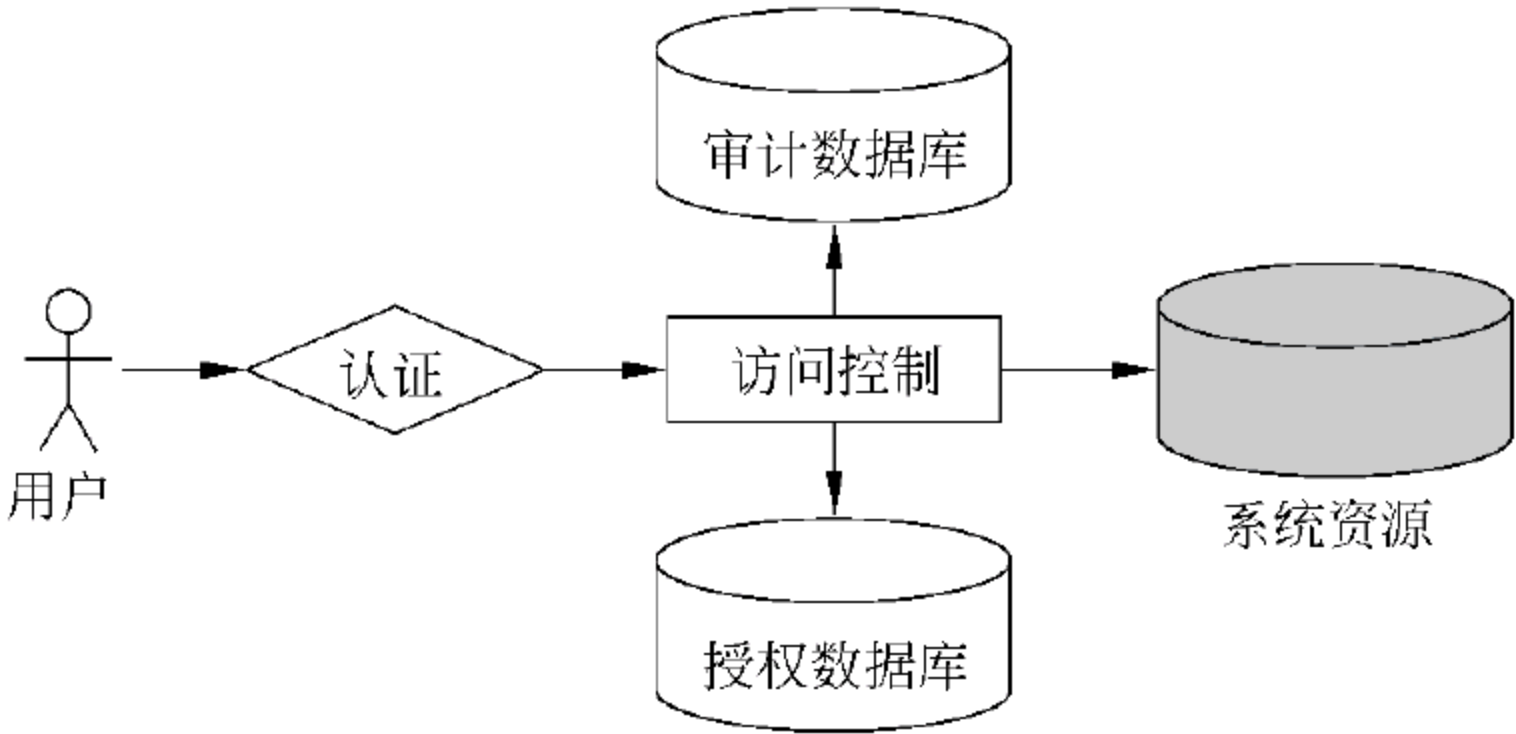 审计数据库
认证
访问控制
用户
系统资源
授权数据库